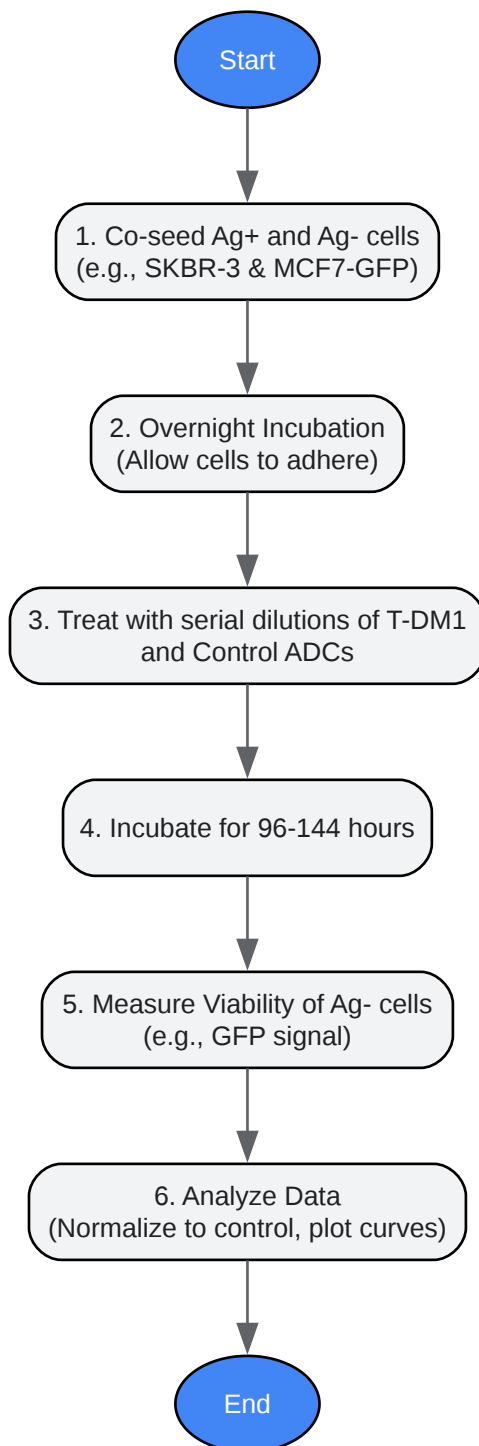 Start
1. Co-seed Ag+ and Ag- cells
(e.g., SKBR-3 & MCF7-GFP)
2. Overnight Incubation
(Allow cells to adhere)
3. Treat with serial dilutions of T-DM1
and Control ADCs
4. Incubate for 96-144 hours
5. Measure Viability of Ag- cells
(e.g., GFP signal)
6. Analyze Data
(Normalize to control, plot curves)
End